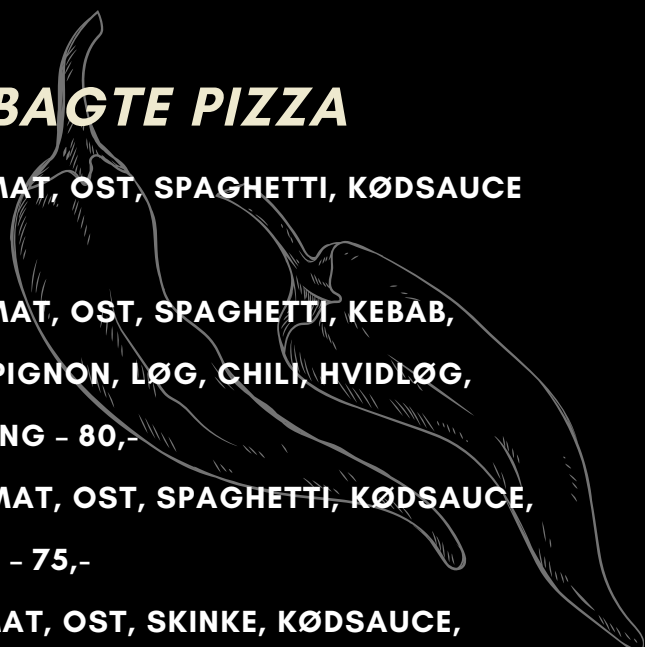 BAGTE PIZZA
MAT, OST, SPAGHETTI, KØDSAUCE
MAT, OST, SPAGHETTI, KEBAB,
PIGNON, LØG, CHILI, HVIDLØG,
NG – 80,-
MAT, OST, SPAGHETTI, KØDSAUCE,
– 75,-
MAT, OST, SKINKE, KØDSAUCE,